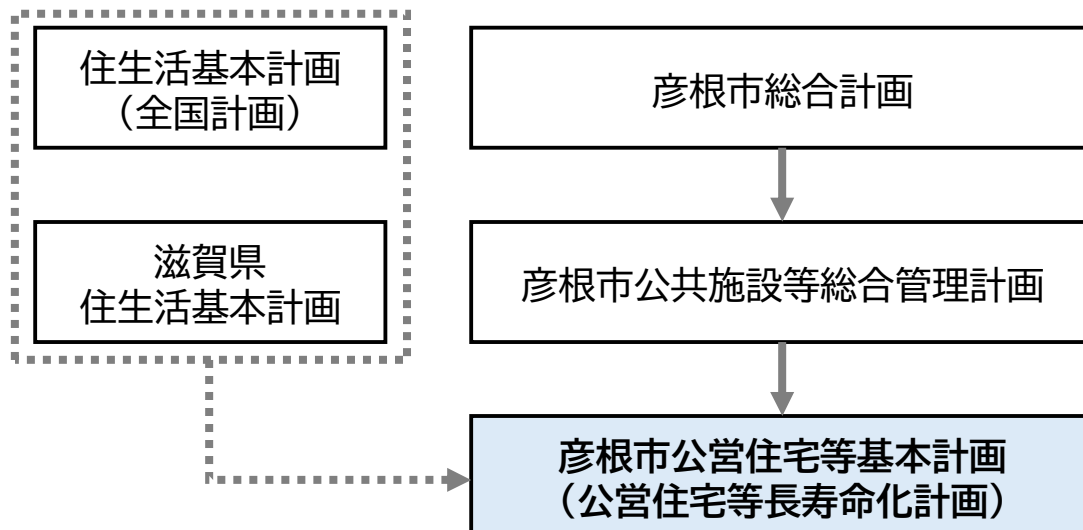 住生活基本計画
（全国計画）
滋賀県
住生活基本計画
彦根市総合計画
彦根市公共施設等総合管理計画
彦根市公営住宅等基本計画
（公営住宅等長寿命化計画）